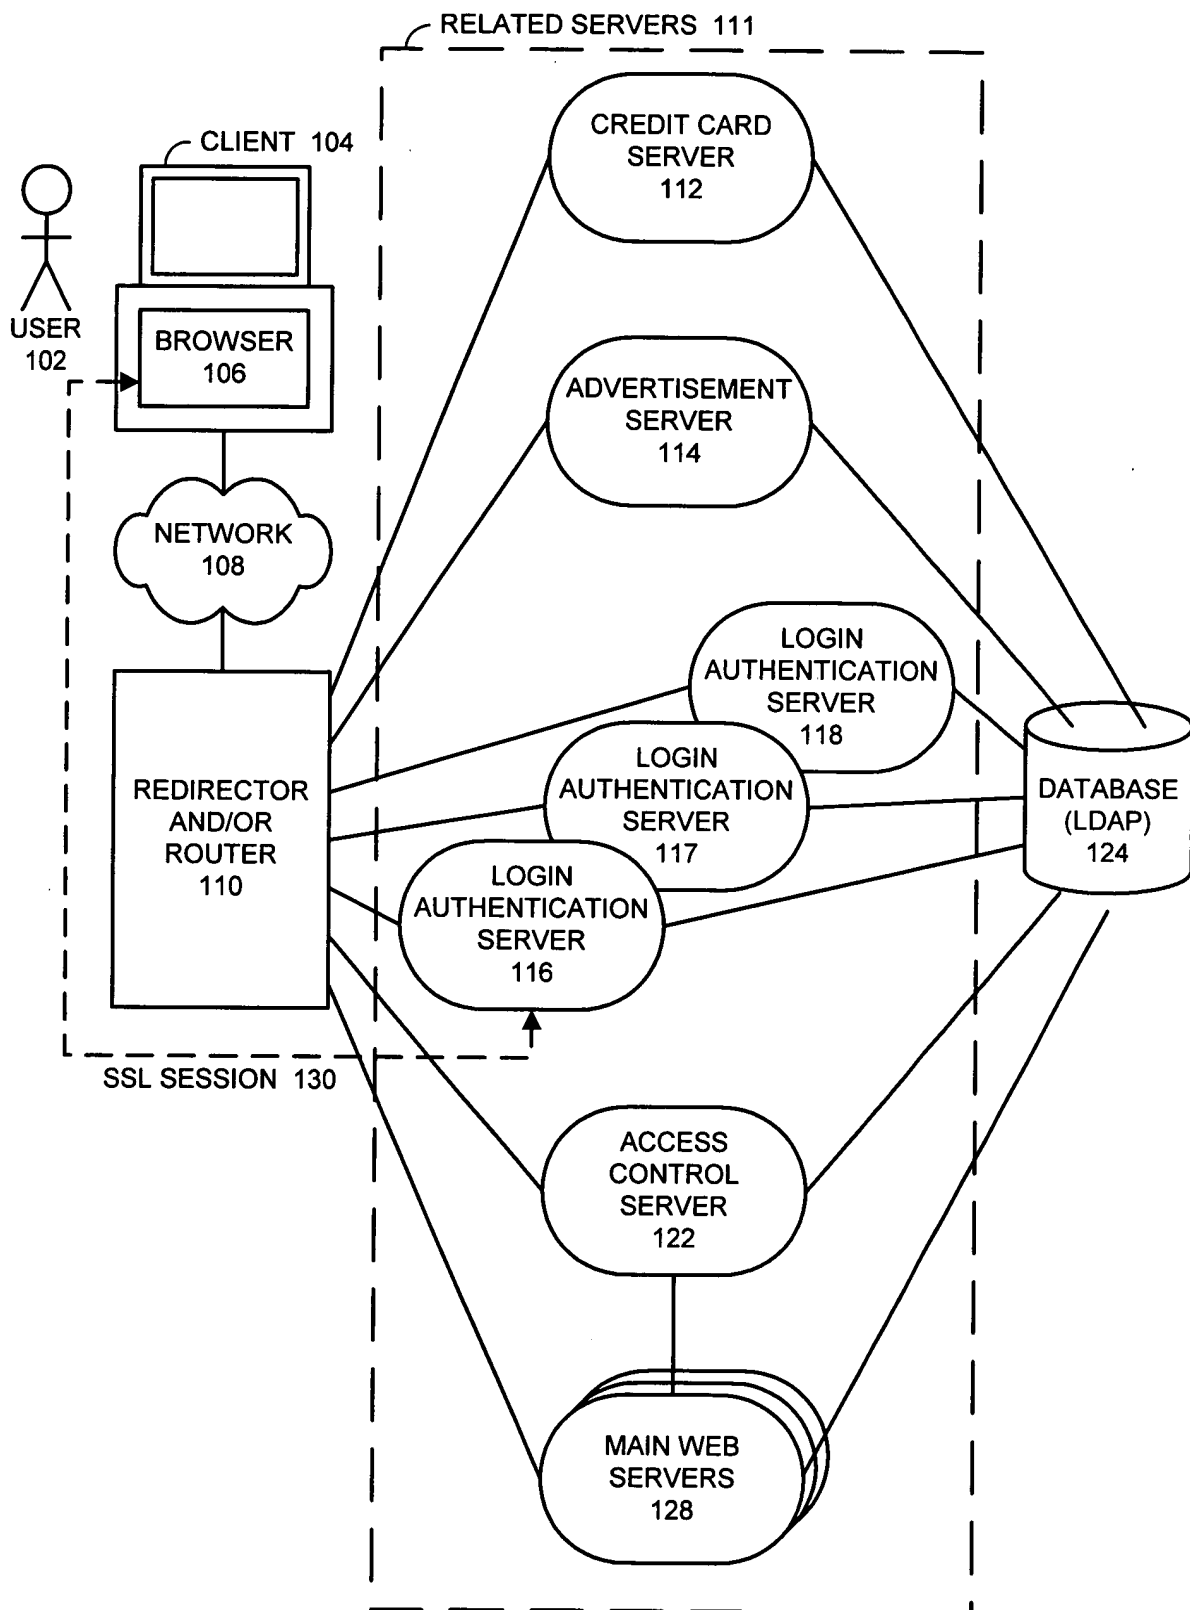 RELATED SERVERS 111
CLIENT 104
CREDIT CARD
SERVER
112
USER
102
BROWSER
106
ADVERTISEMENT
SERVER
114
NETWORK
108
LOGIN
AUTHENTICATION
SERVER
118
LOGIN
AUTHENTICATION
SERVER
117
LOGIN
AUTHENTICATION
SERVER
116
REDIRECTOR
AND/OR
ROUTER
110
DATABASE
(LDAP)
124
SSL SESSION 130
ACCESS
CONTROL
SERVER
122
MAIN WEB
SERVERS
128